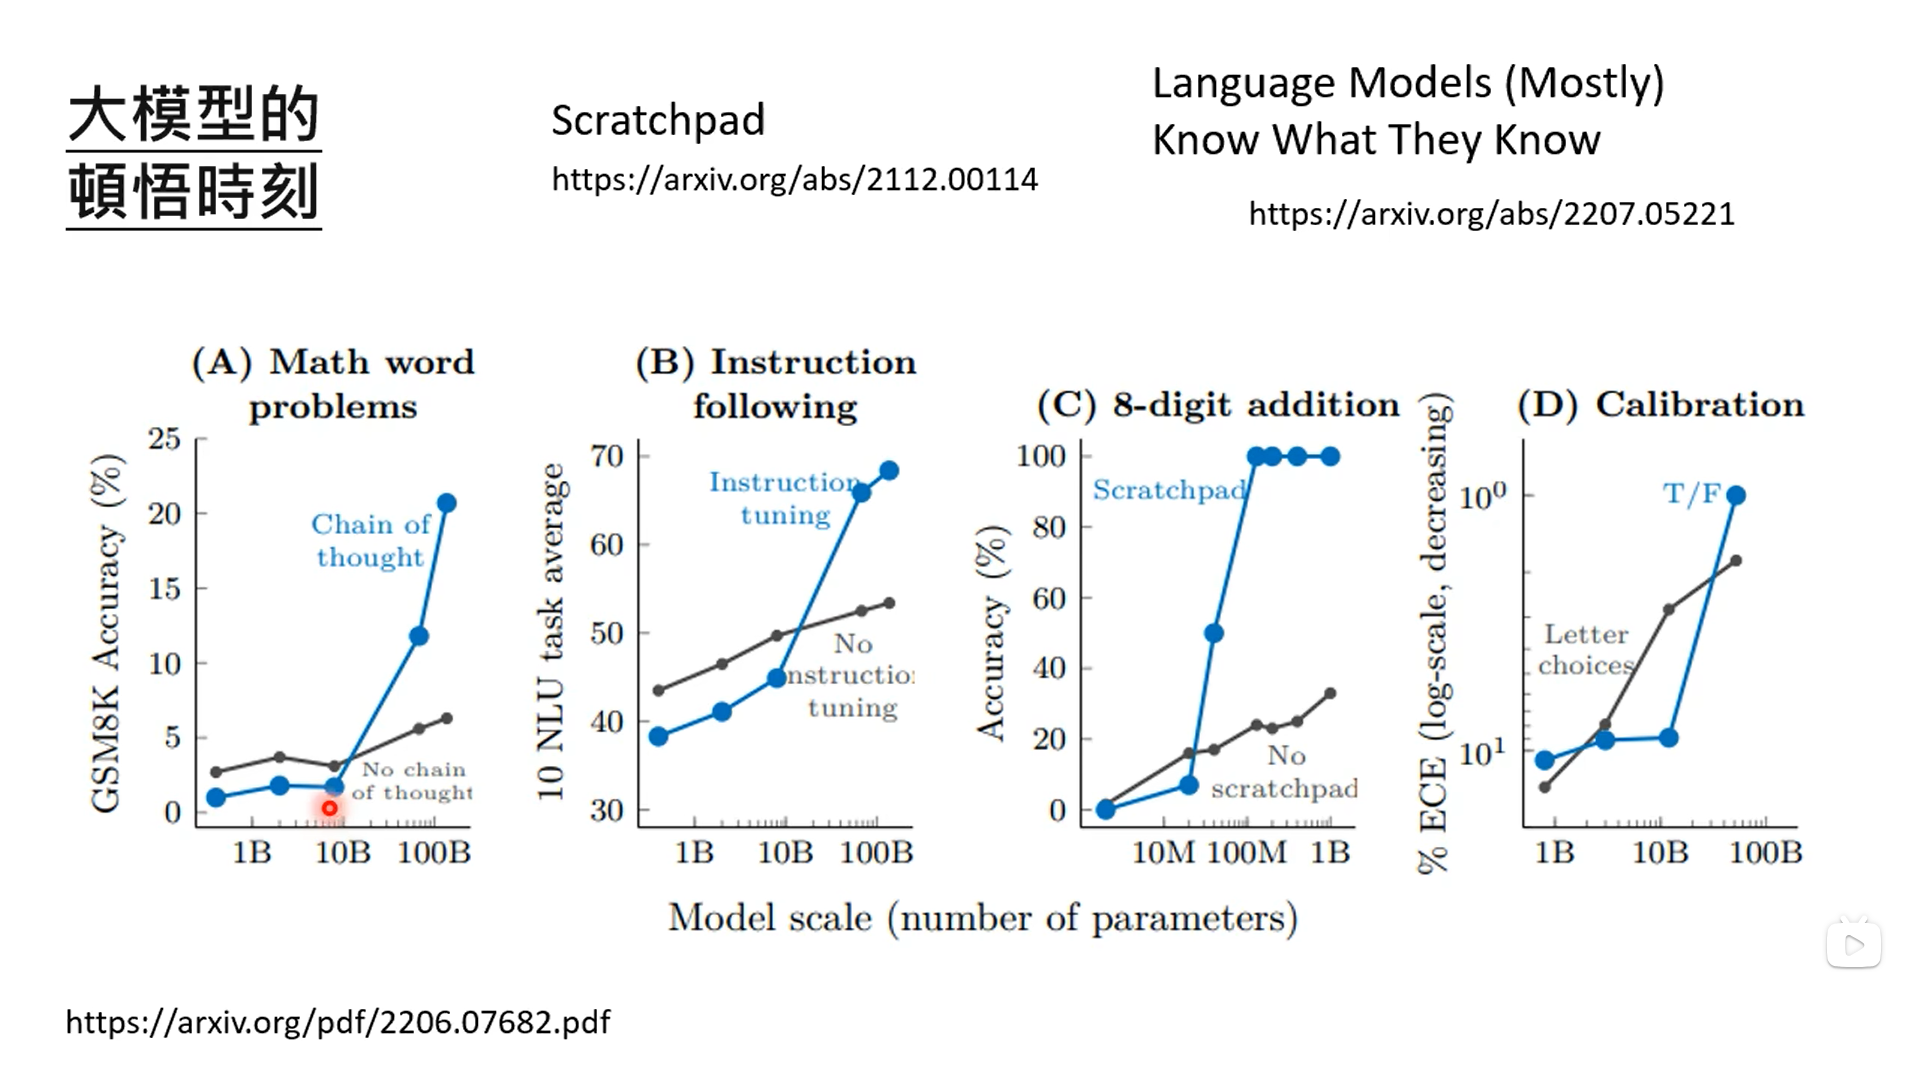 大模型的
頓悟時刻
Scratchpad
https://arxiv.org/abs/2112.00114
Language Models (Mostly)
Know What They Know
https://arxiv.org/abs/2207.05221
(A) Math word
problems
GSM8K Accuracy (%)
25
20
15
10
5
0
Chain of
thought
No chain
of thought
1B 10B 100B
(B) Instruction
following
10 NLU task average
70
60
50
40
30
Instruction
tuning
No
nstruction
tuning
1B 10B 100B
(C) 8-digit addition
Accuracy (%)
100
80
60
40
20
0
Scratchpad
No
scratchpad
10M 100M 1B
(D) Calibration
% ECE (log-scale, decreasing)
10⁰
10¹
T/F
Letter
choices
1B 10B 100B
Model scale (number of parameters)
https://arxiv.org/pdf/2206.07682.pdf